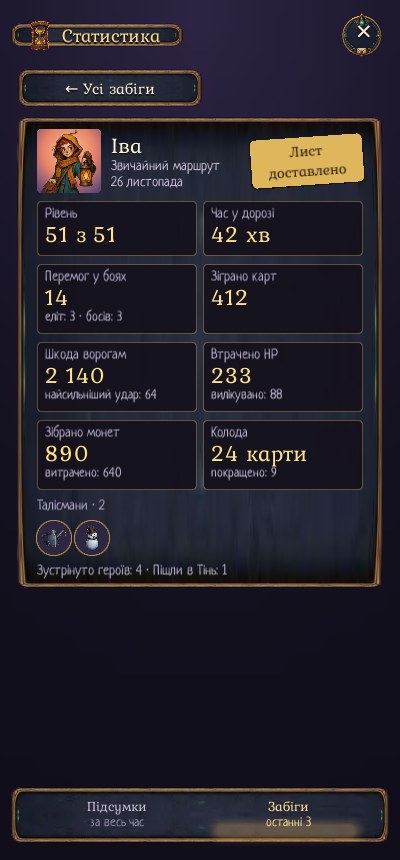 Статистика
← Усі забіги
Іва
Звичайний маршрут
26 листопада
Лист
доставлено
Рівень
51 з 51
Час у дорозі
42 хв
Перемог у боях
14
еліт: 3 · босів: 3
Зіграно карт
412
Шкода ворогам
2 140
найсильніший удар: 64
Втрачено HP
233
вилікувано: 88
Зібрано монет
890
витрачено: 640
Колода
24 карти
покращено: 9
Талісмани · 2
Зустрінуто героїв: 4 · Пішли в Тінь: 1
Підсумки
за весь час
Забіги
останні 3